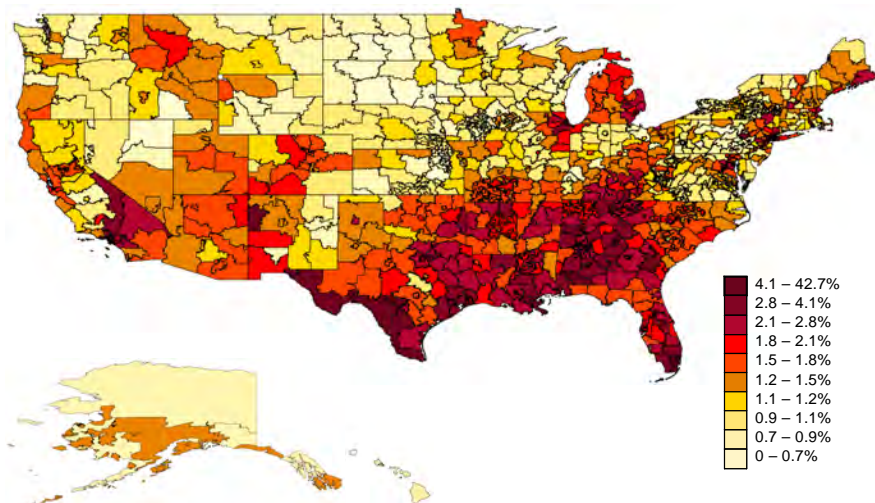 4.1 – 42.7%
2.8 – 4.1%
2.1 – 2.8%
1.8 – 2.1%
1.5 – 1.8%
1.2 – 1.5%
1.1 – 1.2%
0.9 – 1.1%
0.7 – 0.9%
0 – 0.7%